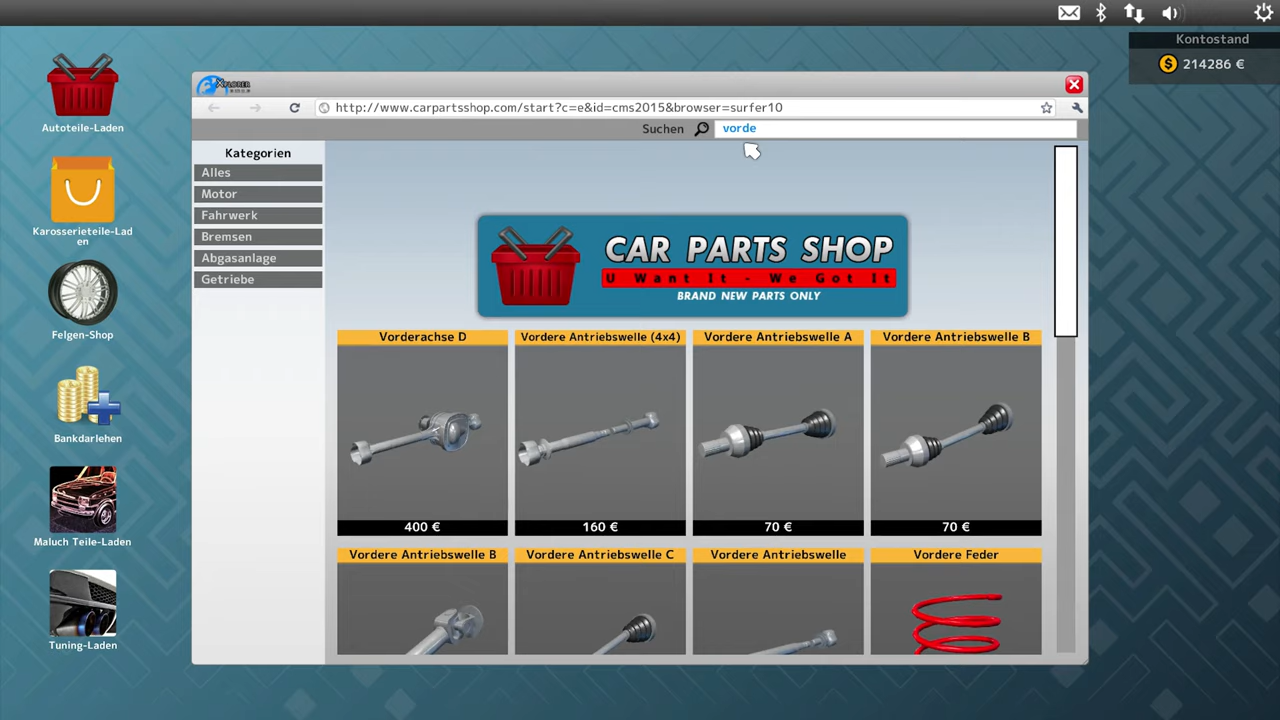 Kontostand
214286 €
Autoteile-Laden
Karosserieteile-Lad
en
Felgen-Shop
Bankdarlehen
Maluch Teile-Laden
Tuning-Laden
XPLORER
http://www.carpartsshop.com/start?c=e&id=cms2015&browser=surfer10
Suchen vorde
Kategorien
Alles
Motor
Fahrwerk
Bremsen
Abgasanlage
Getriebe
CAR PARTS SHOP
U Want It - We Got It
BRAND NEW PARTS ONLY
Vorderachse D
400 €
Vordere Antriebswelle (4x4)
160 €
Vordere Antriebswelle A
70 €
Vordere Antriebswelle B
70 €
Vordere Antriebswelle B
Vordere Antriebswelle C
Vordere Antriebswelle
Vordere Feder